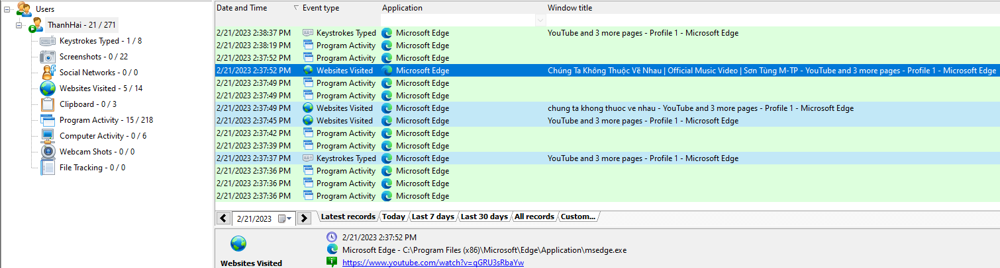 Users
ThanhHai - 21 / 271
Keystrokes Typed - 1 / 8
Screenshots - 0 / 22
Social Networks - 0 / 0
Websites Visited - 5 / 14
Clipboard - 0 / 3
Program Activity - 15 / 218
Computer Activity - 0 / 6
Webcam Shots - 0 / 0
File Tracking - 0 / 0
Date and Time Event type Application Window title
2/21/2023 2:38:37 PM Keystrokes Typed Microsoft Edge YouTube and 3 more pages - Profile 1 - Microsoft Edge
2/21/2023 2:38:19 PM Program Activity Microsoft Edge
2/21/2023 2:37:52 PM Program Activity Microsoft Edge
2/21/2023 2:37:52 PM Websites Visited Microsoft Edge Chúng Ta Không Thuộc Về Nhau | Official Music Video | Sơn Tùng M-TP - YouTube and 3 more pages - Profile 1 - Microsoft Edge
2/21/2023 2:37:49 PM Program Activity Microsoft Edge
2/21/2023 2:37:49 PM Program Activity Microsoft Edge
2/21/2023 2:37:49 PM Websites Visited Microsoft Edge chung ta khong thuoc ve nhau - YouTube and 3 more pages - Profile 1 - Microsoft Edge
2/21/2023 2:37:45 PM Websites Visited Microsoft Edge YouTube and 3 more pages - Profile 1 - Microsoft Edge
2/21/2023 2:37:42 PM Program Activity Microsoft Edge
2/21/2023 2:37:39 PM Program Activity Microsoft Edge
2/21/2023 2:37:37 PM Keystrokes Typed Microsoft Edge YouTube and 3 more pages - Profile 1 - Microsoft Edge
2/21/2023 2:37:36 PM Program Activity Microsoft Edge
2/21/2023 2:37:36 PM Program Activity Microsoft Edge
2/21/2023 2:37:36 PM Program Activity Microsoft Edge
2/21/2023 Latest records Today Last 7 days Last 30 days All records Custom...
2/21/2023 2:37:52 PM
Microsoft Edge - C:\Program Files (x86)\Microsoft\Edge\Application\msedge.exe
Websites Visited https://www.youtube.com/watch?v=qGRU3sRbaYw